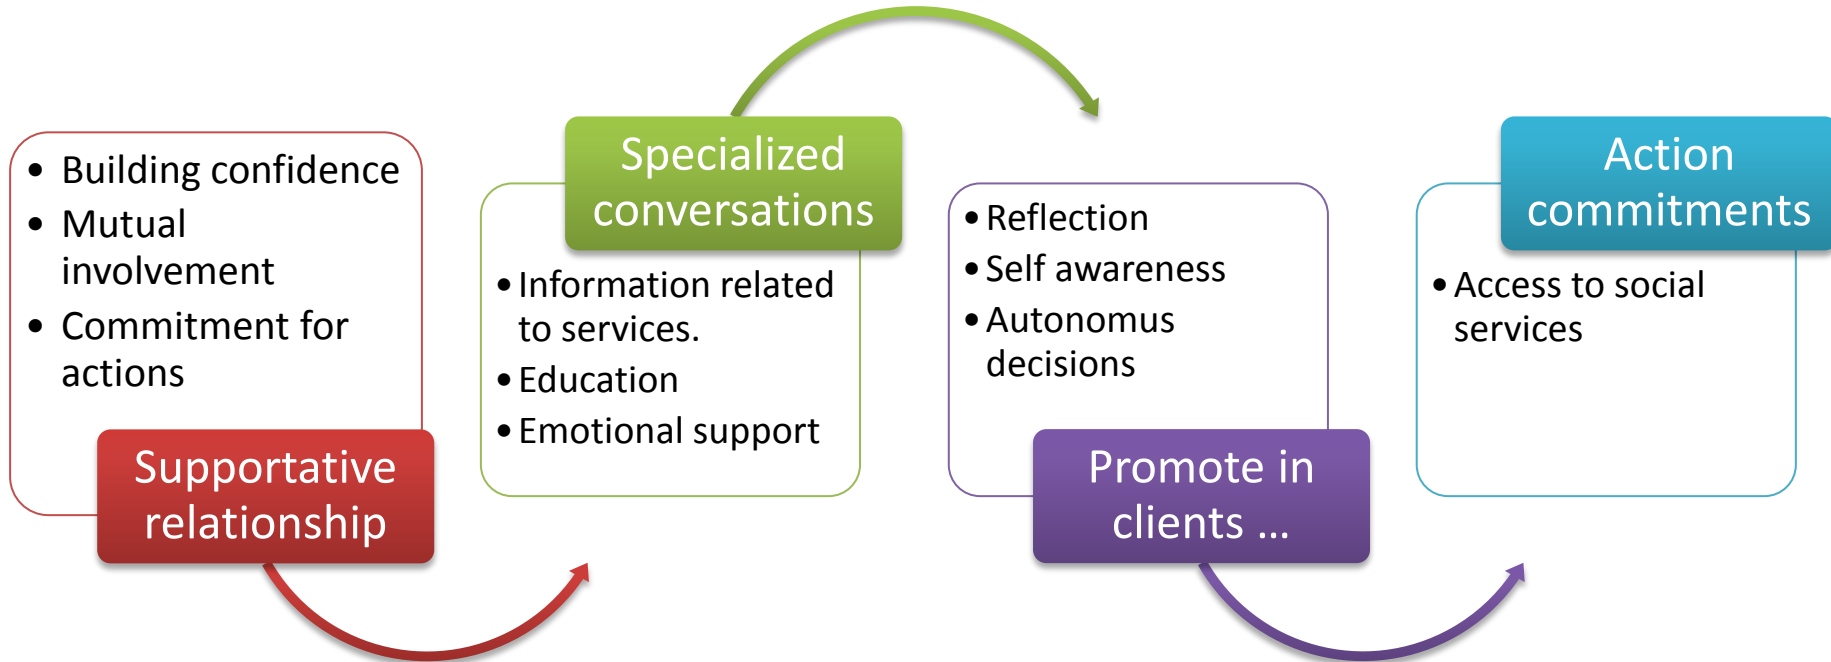 • Building confidence
• Mutual
involvement
• Commitment for
actions
Supportative
relationship
Specialized
conversations
• Information related
to services.
• Education
• Emotional support
• Reflection
• Self awareness
• Autonomus
decisions
Promote in
clients ...
Action
commitments
• Access to social
services